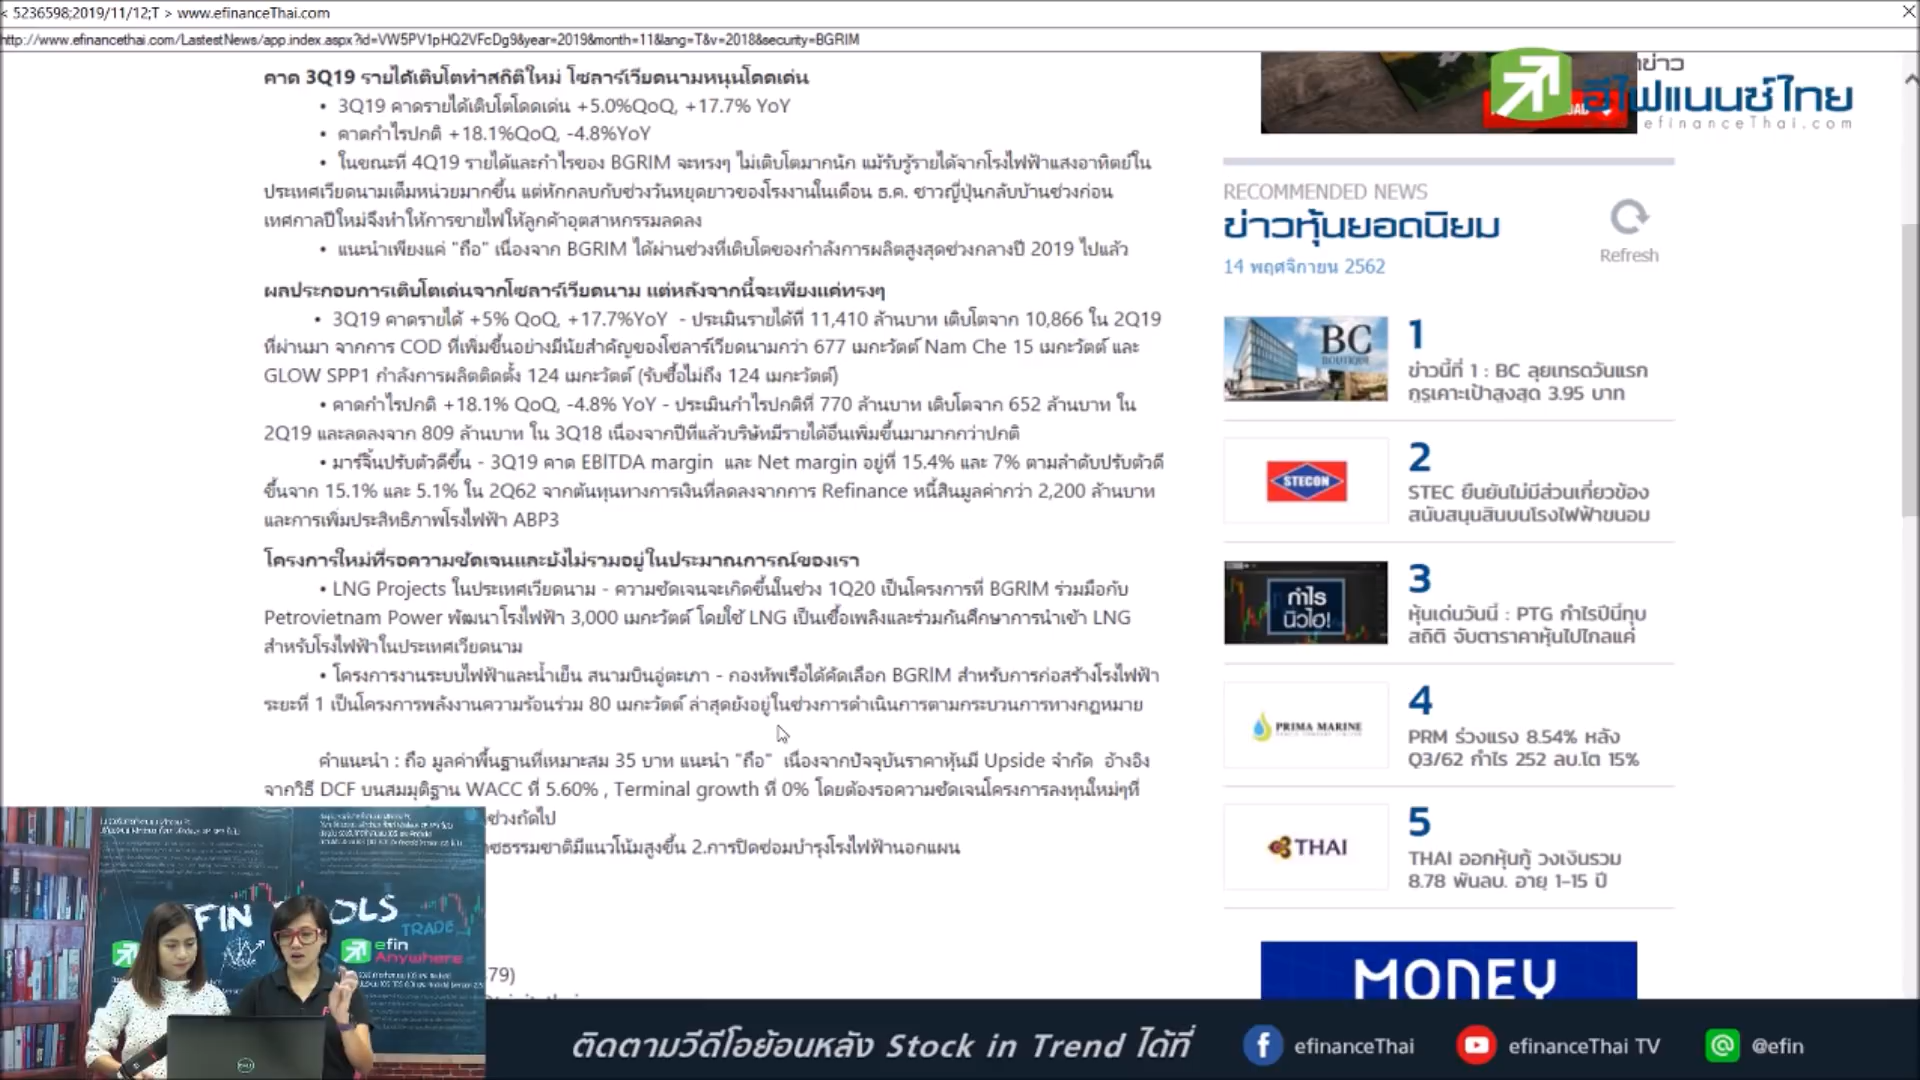 < 5236598;2019/11/12;T > www.efinanceThai.com
http://www.efinancethai.com/LastestNews/app.index.aspx?id=VW5PV1pHQ2VFcDg9&year=2019&month=11&lang=T&v=2018&security=BGRIM
คาด 3Q19 รายได้เติบโตทำสถิติใหม่ โซลาร์เวียดนามหนุนโดดเด่น
• 3Q19 คาดรายได้เติบโตโดดเด่น +5.0%QoQ, +17.7% YoY
• คาดกำไรปกติ +18.1%QoQ, -4.8%YoY
• ในขณะที่ 4Q19 รายได้และกำไรของ BGRIM จะทรงๆ ไม่เติบโตมากนัก แม้รับรู้รายได้จากโรงไฟฟ้าแสงอาทิตย์ใน
ประเทศเวียดนามเต็มหน่วยมากขึ้น แต่หักกลบกับช่วงวันหยุดยาวของโรงงานในเดือน ธ.ค. ชาวญี่ปุ่นกลับบ้านช่วงก่อน
เทศกาลปีใหม่จึงทำให้การขายไฟให้ลูกค้าอุตสาหกรรมลดลง
• แนะนำเพียงแค่ "ถือ" เนื่องจาก BGRIM ได้ผ่านช่วงที่เติบโตของกำลังการผลิตสูงสุดช่วงกลางปี 2019 ไปแล้ว
ผลประกอบการเติบโตเด่นจากโซลาร์เวียดนาม แต่หลังจากนี้จะเพียงแค่ทรงๆ
• 3Q19 คาดรายได้ +5% QoQ, +17.7%YoY - ประเมินรายได้ที่ 11,410 ล้านบาท เติบโตจาก 10,866 ใน 2Q19
ที่ผ่านมา จากการ COD ที่เพิ่มขึ้นอย่างมีนัยสำคัญของโซลาร์เวียดนามกว่า 677 เมกะวัตต์ Nam Che 15 เมกะวัตต์ และ
GLOW SPP1 กำลังการผลิตติดตั้ง 124 เมกะวัตต์ (รับซื้อไม่ถึง 124 เมกะวัตต์)
• คาดกำไรปกติ +18.1% QoQ, -4.8% YoY - ประเมินกำไรปกติที่ 770 ล้านบาท เติบโตจาก 652 ล้านบาท ใน
2Q19 และลดลงจาก 809 ล้านบาท ใน 3Q18 เนื่องจากปีที่แล้วบริษัทมีรายได้อื่นเพิ่มขึ้นมามากกว่าปกติ
• มาร์จิ้นปรับตัวดีขึ้น - 3Q19 คาด EBITDA margin และ Net margin อยู่ที่ 15.4% และ 7% ตามลำดับปรับตัวดี
ขึ้นจาก 15.1% และ 5.1% ใน 2Q62 จากต้นทุนทางการเงินที่ลดลงจากการ Refinance หนี้สินมูลค่ากว่า 2,200 ล้านบาท
และการเพิ่มประสิทธิภาพโรงไฟฟ้า ABP3
โครงการใหม่ที่รอความชัดเจนและยังไม่รวมอยู่ในประมาณการณ์ของเรา
• LNG Projects ในประเทศเวียดนาม - ความชัดเจนจะเกิดขึ้นในช่วง 1Q20 เป็นโครงการที่ BGRIM ร่วมมือกับ
Petrovietnam Power พัฒนาโรงไฟฟ้า 3,000 เมกะวัตต์ โดยใช้ LNG เป็นเชื้อเพลิงและร่วมกันศึกษาการนำเข้า LNG
สำหรับโรงไฟฟ้าในประเทศเวียดนาม
• โครงการงานระบบไฟฟ้าและน้ำเย็น สนามบินอู่ตะเภา - กองทัพเรือได้คัดเลือก BGRIM สำหรับการก่อสร้างโรงไฟฟ้า
ระยะที่ 1 เป็นโครงการพลังงานความร้อนร่วม 80 เมกะวัตต์ ล่าสุดยังอยู่ในช่วงการดำเนินการตามกระบวนการทางกฎหมาย
คำแนะนำ : ถือ มูลค่าพื้นฐานที่เหมาะสม 35 บาท แนะนำ "ถือ" เนื่องจากปัจจุบันราคาหุ้นมี Upside จำกัด อ้างอิง
จากวิธี DCF บนสมมุติฐาน WACC ที่ 5.60% , Terminal growth ที่ 0% โดยต้องรอความชัดเจนโครงการลงทุนใหม่ๆที่
ช่วงถัดไป
าซธรรมชาติมีแนวโน้มสูงขึ้น 2.การปิดซ่อมบำรุงโรงไฟฟ้านอกแผน
79)
าข่าว
อีไฟแนนซ์ไทย
efinanceThai.com
RECOMMENDED NEWS
ข่าวหุ้นยอดนิยม
14 พฤศจิกายน 2562
Refresh
BC
BOUTIQUE
1
ข่าวนี้ที่ 1 : BC ลุยเทรดวันแรก
กูรูเคาะเป้าสูงสุด 3.95 บาท
STECON
2
STEC ยืนยันไม่มีส่วนเกี่ยวข้อง
สนับสนุนสินบนโรงไฟฟ้าขนอม
กำไร
นิวไฮ!
3
หุ้นเด่นวันนี้ : PTG กำไรปีนี้ทุบ
สถิติ จับตาราคาหุ้นไปไกลแค่
PRIMA MARINE
4
PRM ร่วงแรง 8.54% หลัง
Q3/62 กำไร 252 ลบ.โต 15%
THAI
5
THAI ออกหุ้นกู้ วงเงินรวม
8.78 พันลบ. อายุ 1-15 ปี
MONEY
EFIN
OLS
TRADE
efin
Anywhere
DELL
ติดตามวีดีโอย้อนหลัง Stock in Trend ได้ที่
efinanceThai
efinanceThai TV
@efin